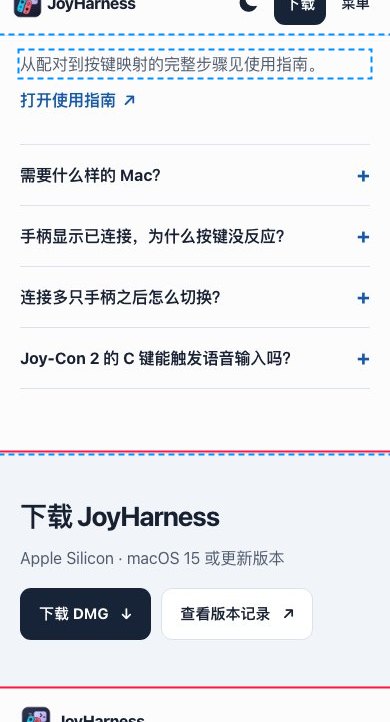 JoyHarness
下载
菜单
从配对到按键映射的完整步骤见使用指南。
打开使用指南 ↗
需要什么样的 Mac？ +
手柄显示已连接，为什么按键没反应？ +
连接多只手柄之后怎么切换？ +
Joy-Con 2 的 C 键能触发语音输入吗？ +
下载 JoyHarness
Apple Silicon · macOS 15 或更新版本
下载 DMG ↓
查看版本记录 ↗
JoyHarness